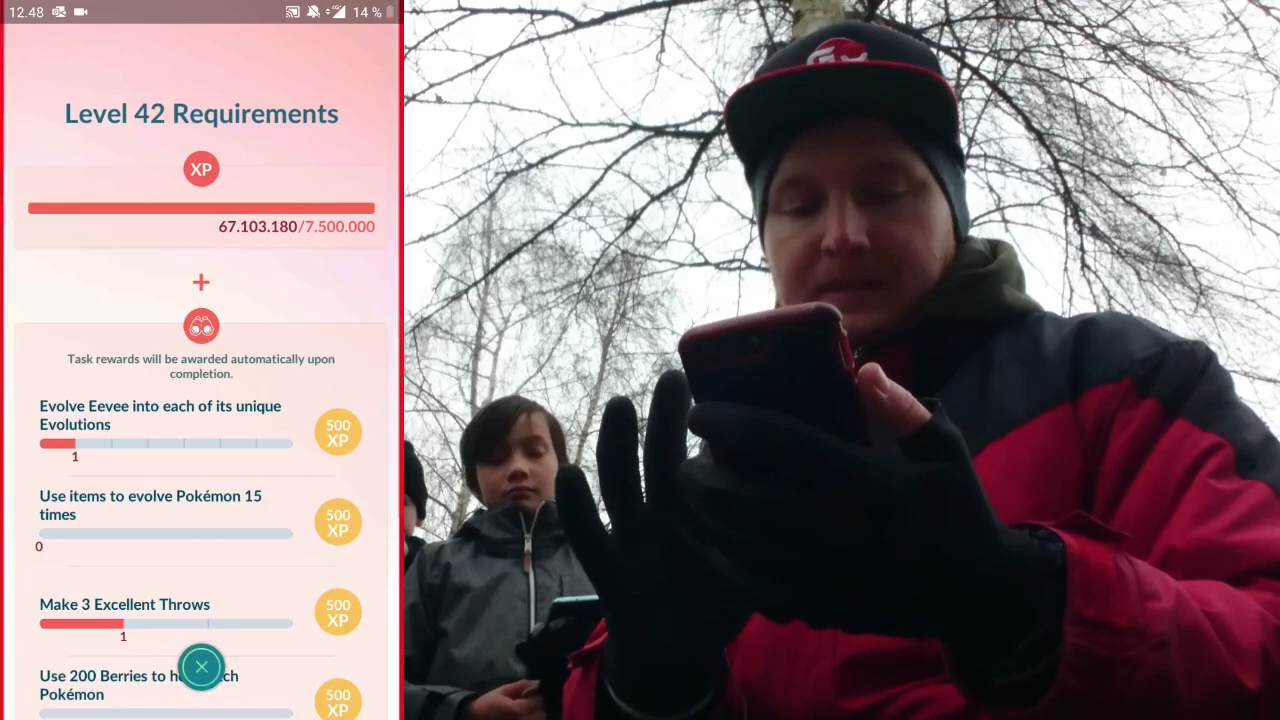 12.48
14 %
Level 42 Requirements
XP
67.103.180/7.500.000
+
Task rewards will be awarded automatically upon
completion.
Evolve Eevee into each of its unique
Evolutions
500
XP
1
Use items to evolve Pokémon 15
times
500
XP
0
Make 3 Excellent Throws
500
XP
1
Use 200 Berries to
Pokémon
500
XP
GO